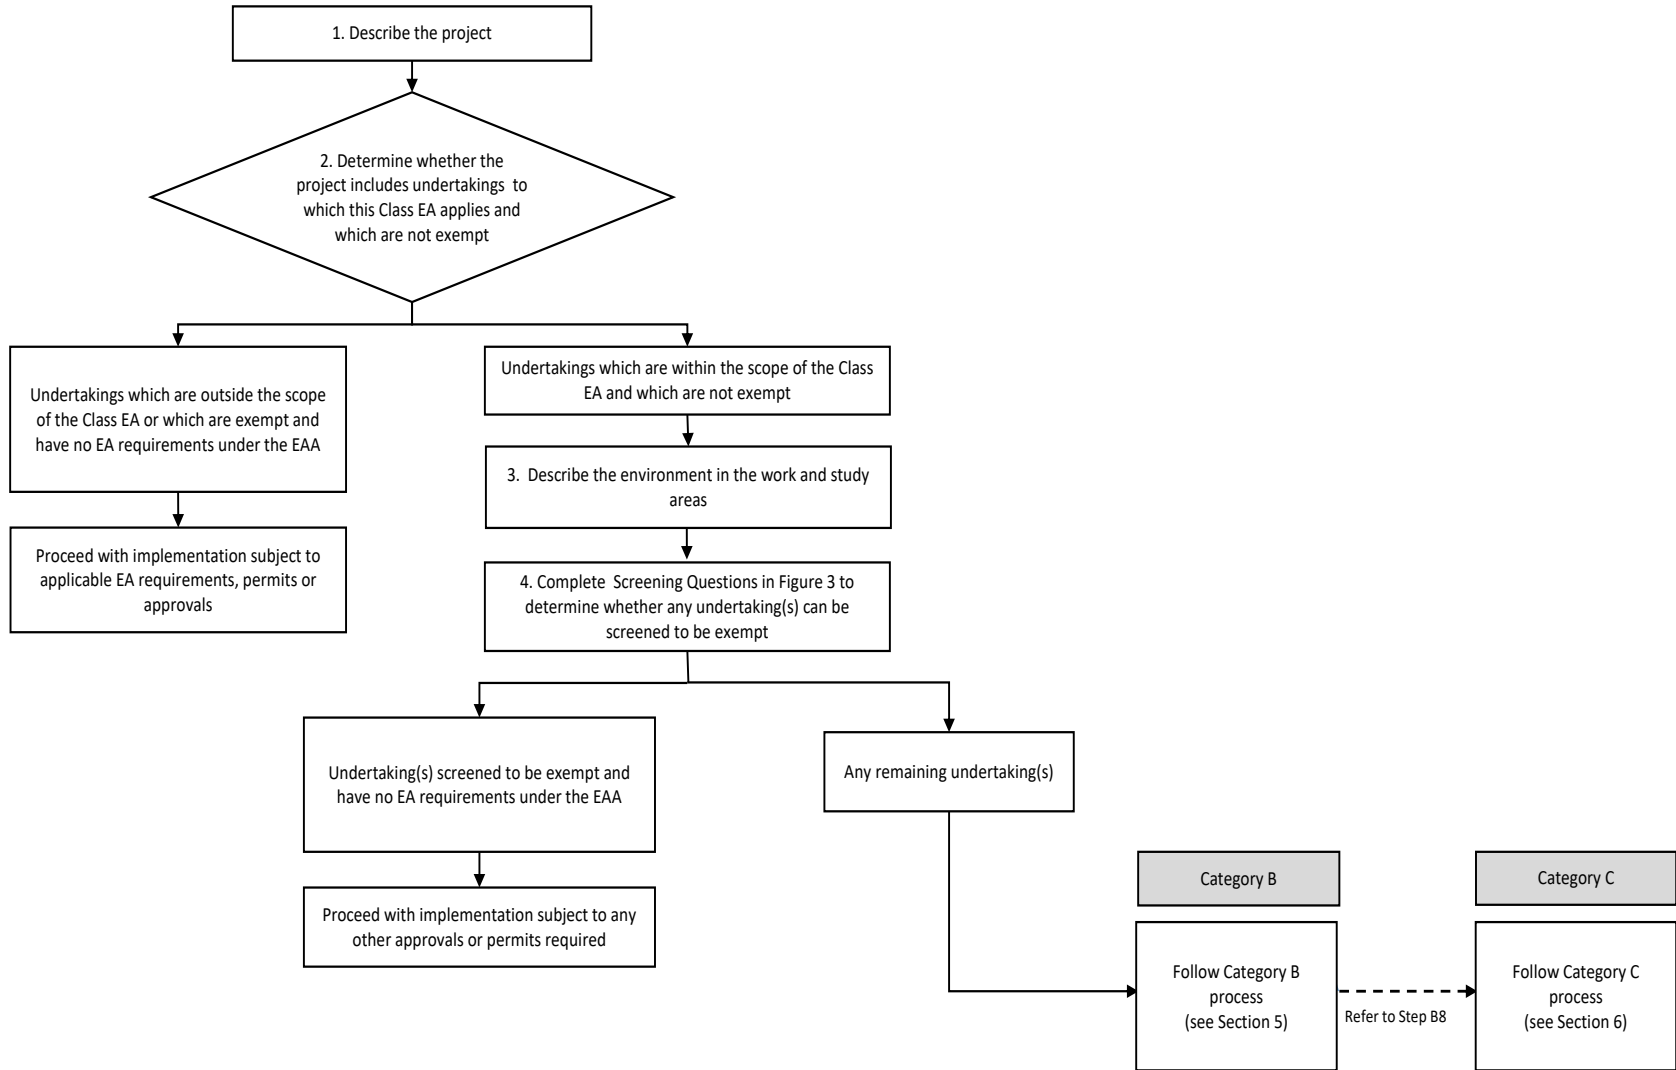 1. Describe the project
2. Determine whether the
project includes undertakings  to
which this Class EA applies and
which are not exempt
Undertakings which are outside the scope
of the Class EA or which are exempt and
have no EA requirements under the EAA
Proceed with implementation subject to
applicable EA requirements, permits or
approvals
Undertakings which are within the scope of the Class
EA and which are not exempt
3.  Describe the environment in the work and study
areas
4. Complete  Screening Questions in Figure 3 to
determine whether any undertaking(s) can be
screened to be exempt
Undertaking(s) screened to be exempt and
have no EA requirements under the EAA
Proceed with implementation subject to any
other approvals or permits required
Any remaining undertaking(s)
Category B
Follow Category B
process
(see Section 5)
Refer to Step B8
Category C
Follow Category C
process
(see Section 6)